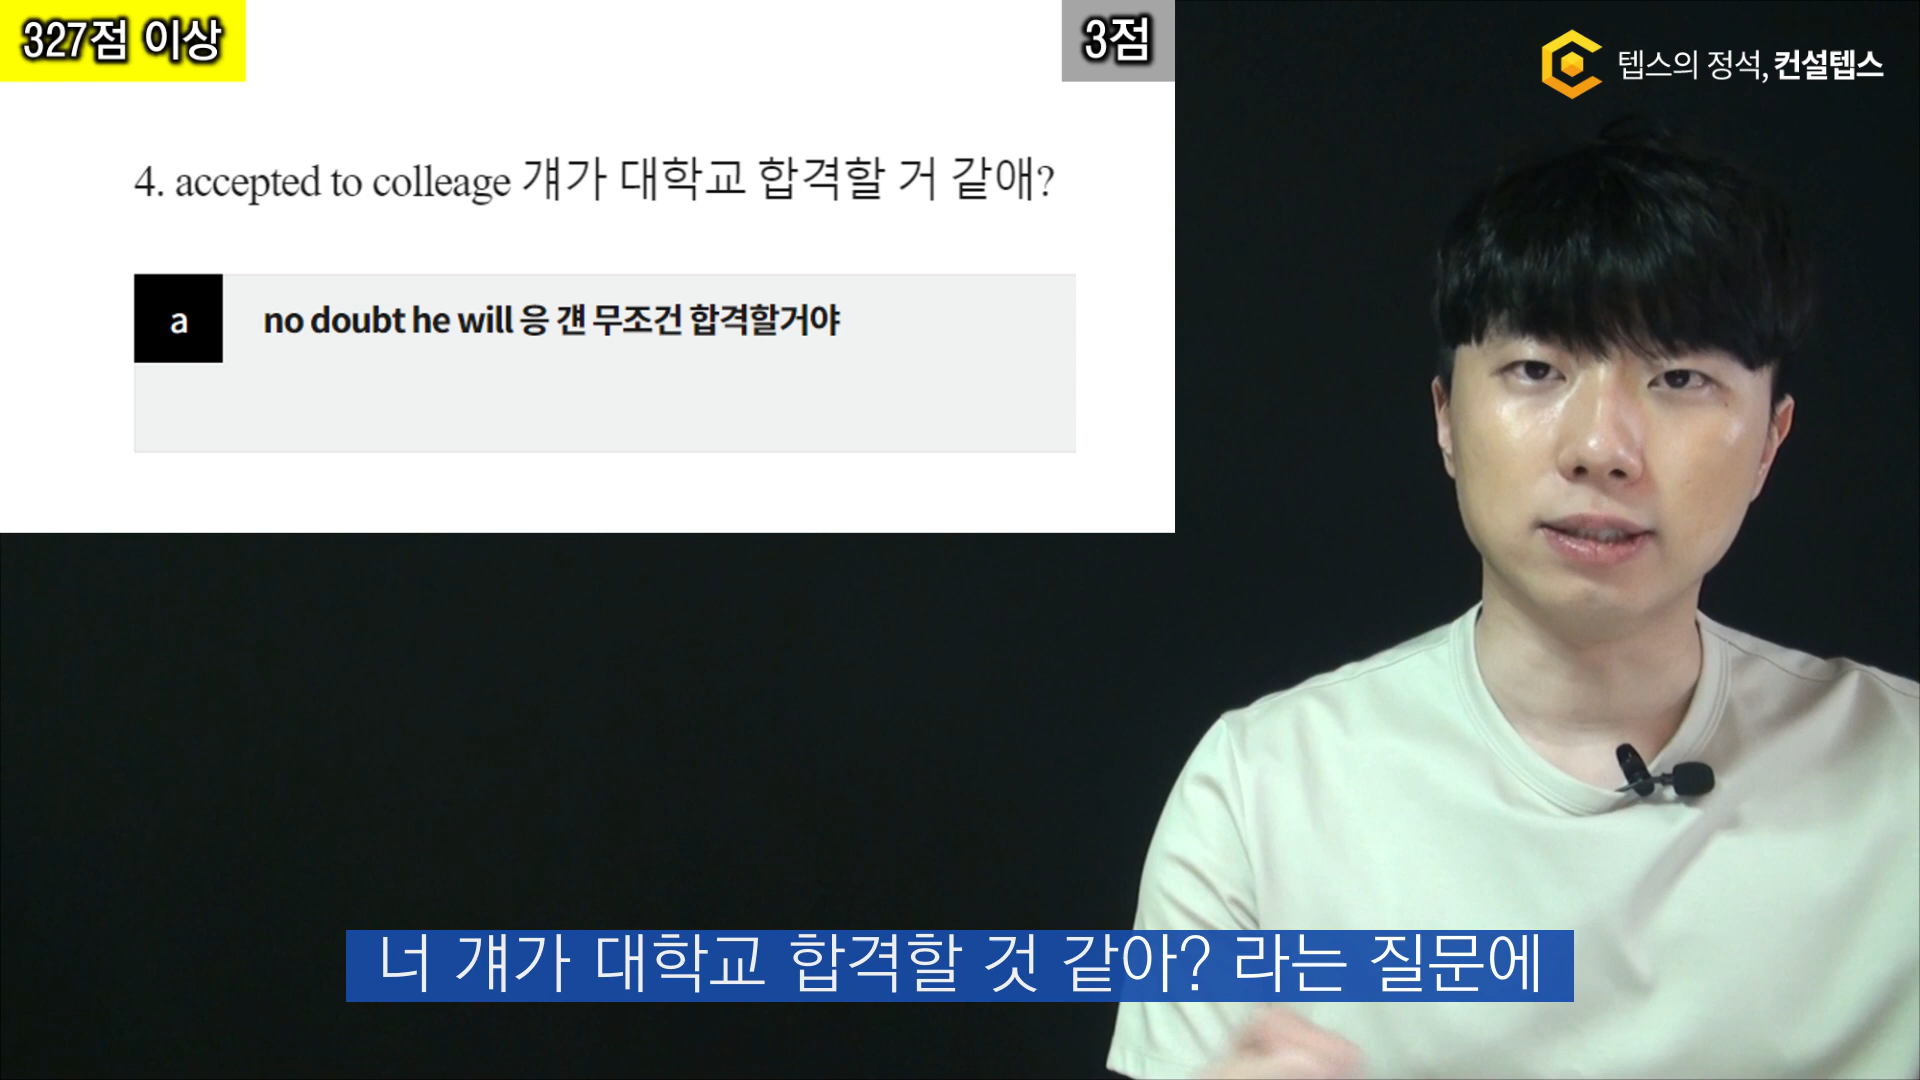 327점 이상
3점
텝스의 정석, 컨설텝스
4. accepted to colleage 걔가 대학교 합격할 거 같애?
a
no doubt he will 응 걘 무조건 합격할거야
너 걔가 대학교 합격할 것 같아? 라는 질문에